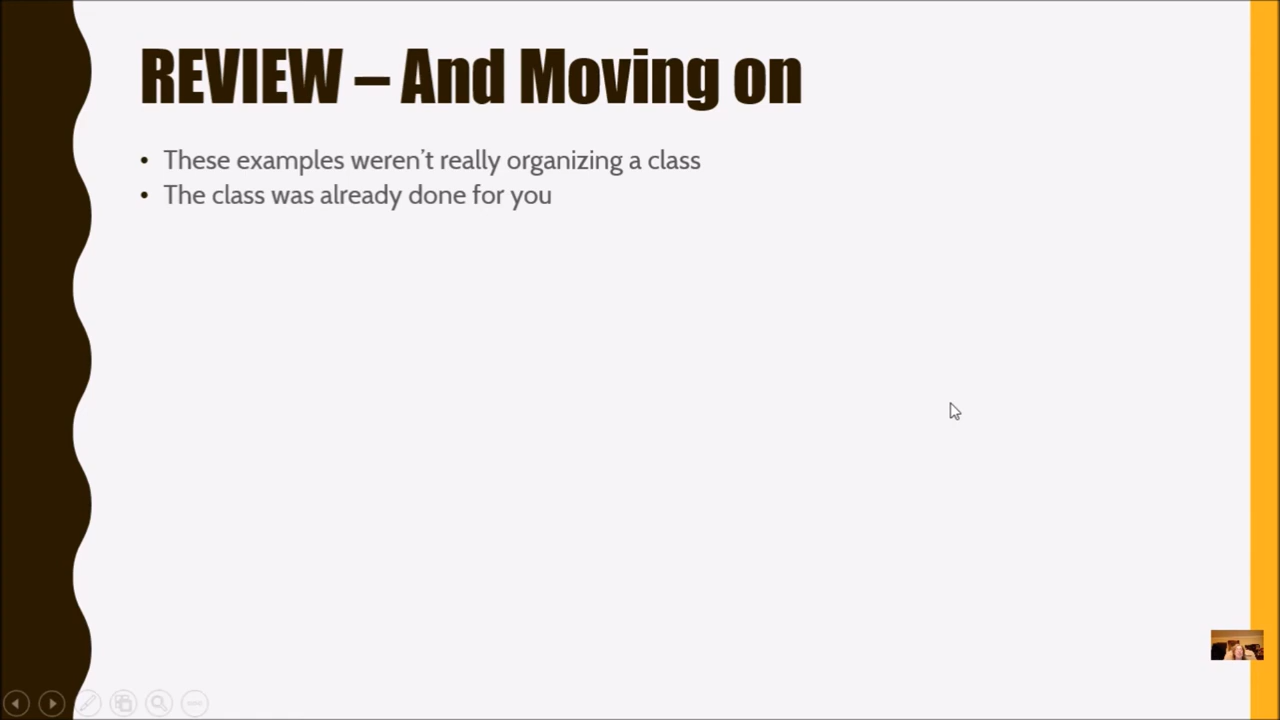 REVIEW – And Moving on
• These examples weren't really organizing a class
• The class was already done for you